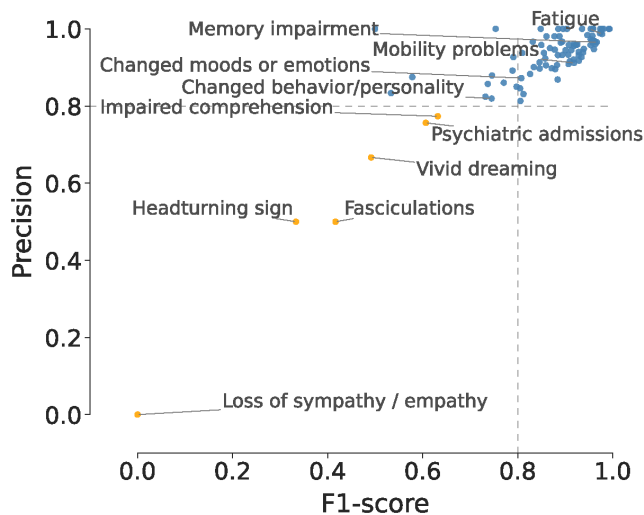 Fatigue
Memory impairment
Mobility problems
Changed moods or emotions
Changed behavior/personality
Impaired comprehension
Psychiatric admissions
Vivid dreaming
Headturning sign
Fasciculations
Loss of sympathy / empathy
Precision
1.0
0.8
0.6
0.4
0.2
0.0
0.0 0.2 0.4 0.6 0.8 1.0
F1-score